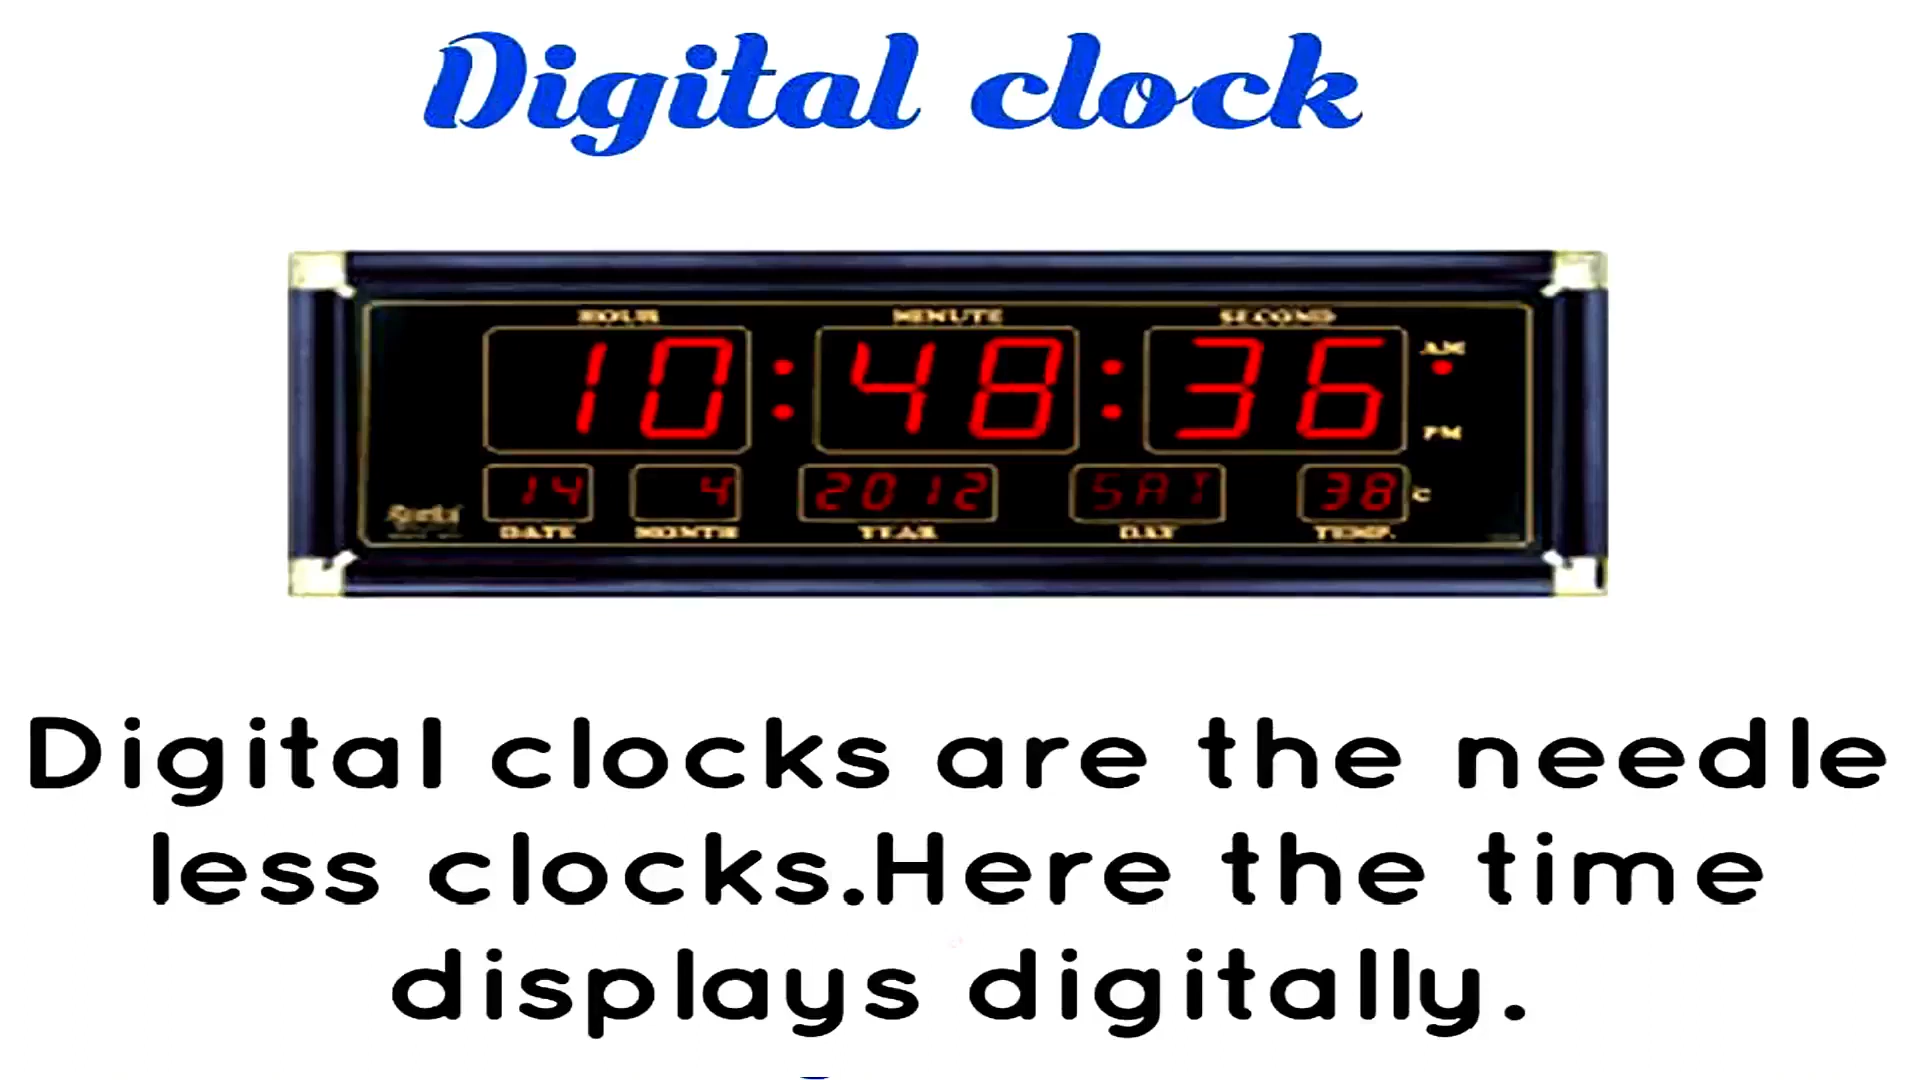 Digital clock
HOUR MINUTE SECOND
10:48:36 AM
PM
14 4 2012 SAT 38 C
DATE MONTH YEAR DAY TEMP.
Digital clocks are the needle
less clocks.Here the time
displays digitally.